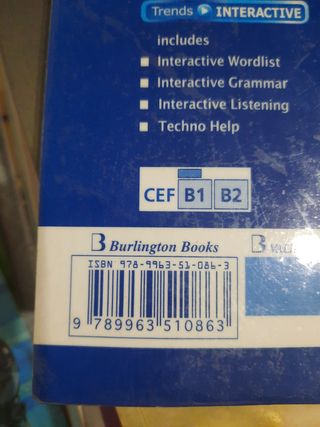 Trends INTERACTIVE
includes
Interactive Wordlist
Interactive Grammar
Interactive Listening
Techno Help
CEF B1 B2
Burlington Books
ISBN 978-9963-51-086-3
9 789963 510863